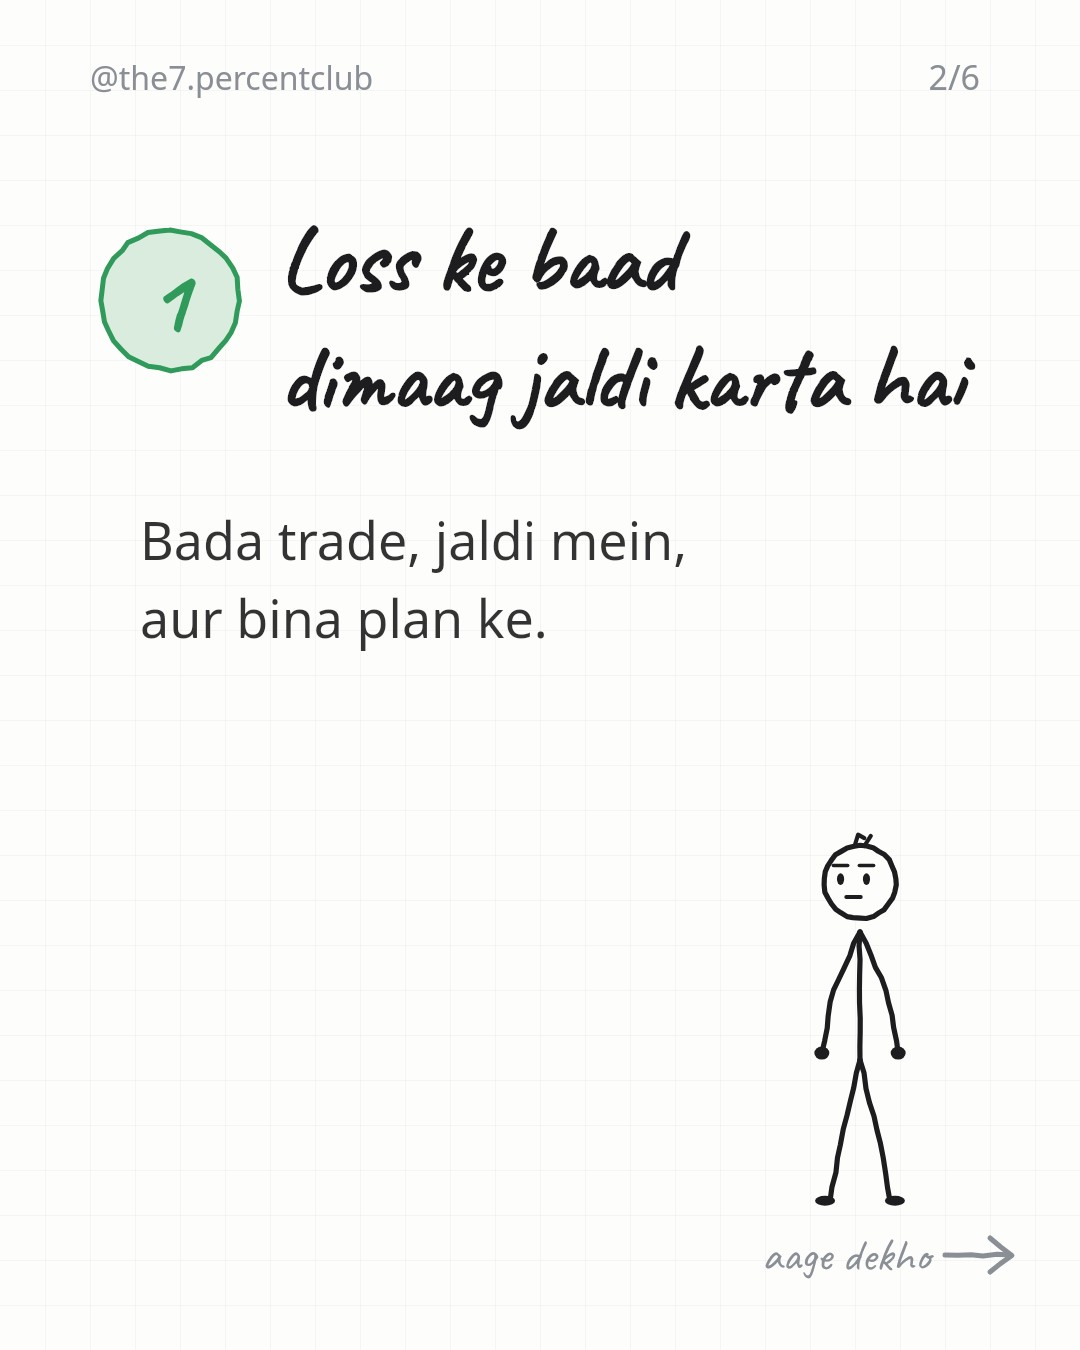 @the7.percentclub
2/6
1
Loss ke baad
dimaag jaldi karta hai
Bada trade, jaldi mein,
aur bina plan ke.
aage dekho